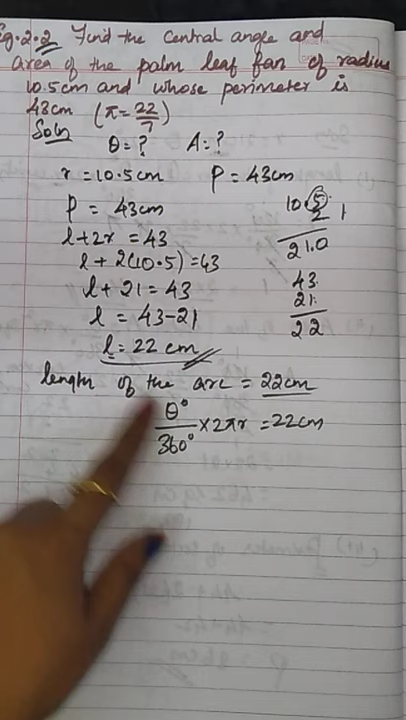 Eg.2.2 Find the Central angle and
area of the palm leaf fan of radius
10.5cm and whose perimeter is
43cm (π=22/7)
Soln
θ=? A=?
r=10.5cm P=43cm
P = 43cm
l+2r =43
l+2(10.5)=43
l+21=43
l = 43-21
l=22 cm
10.5
2 1
21.0
43
21
22
length of the arc = 22cm
θ°/360° ×2πr =22cm